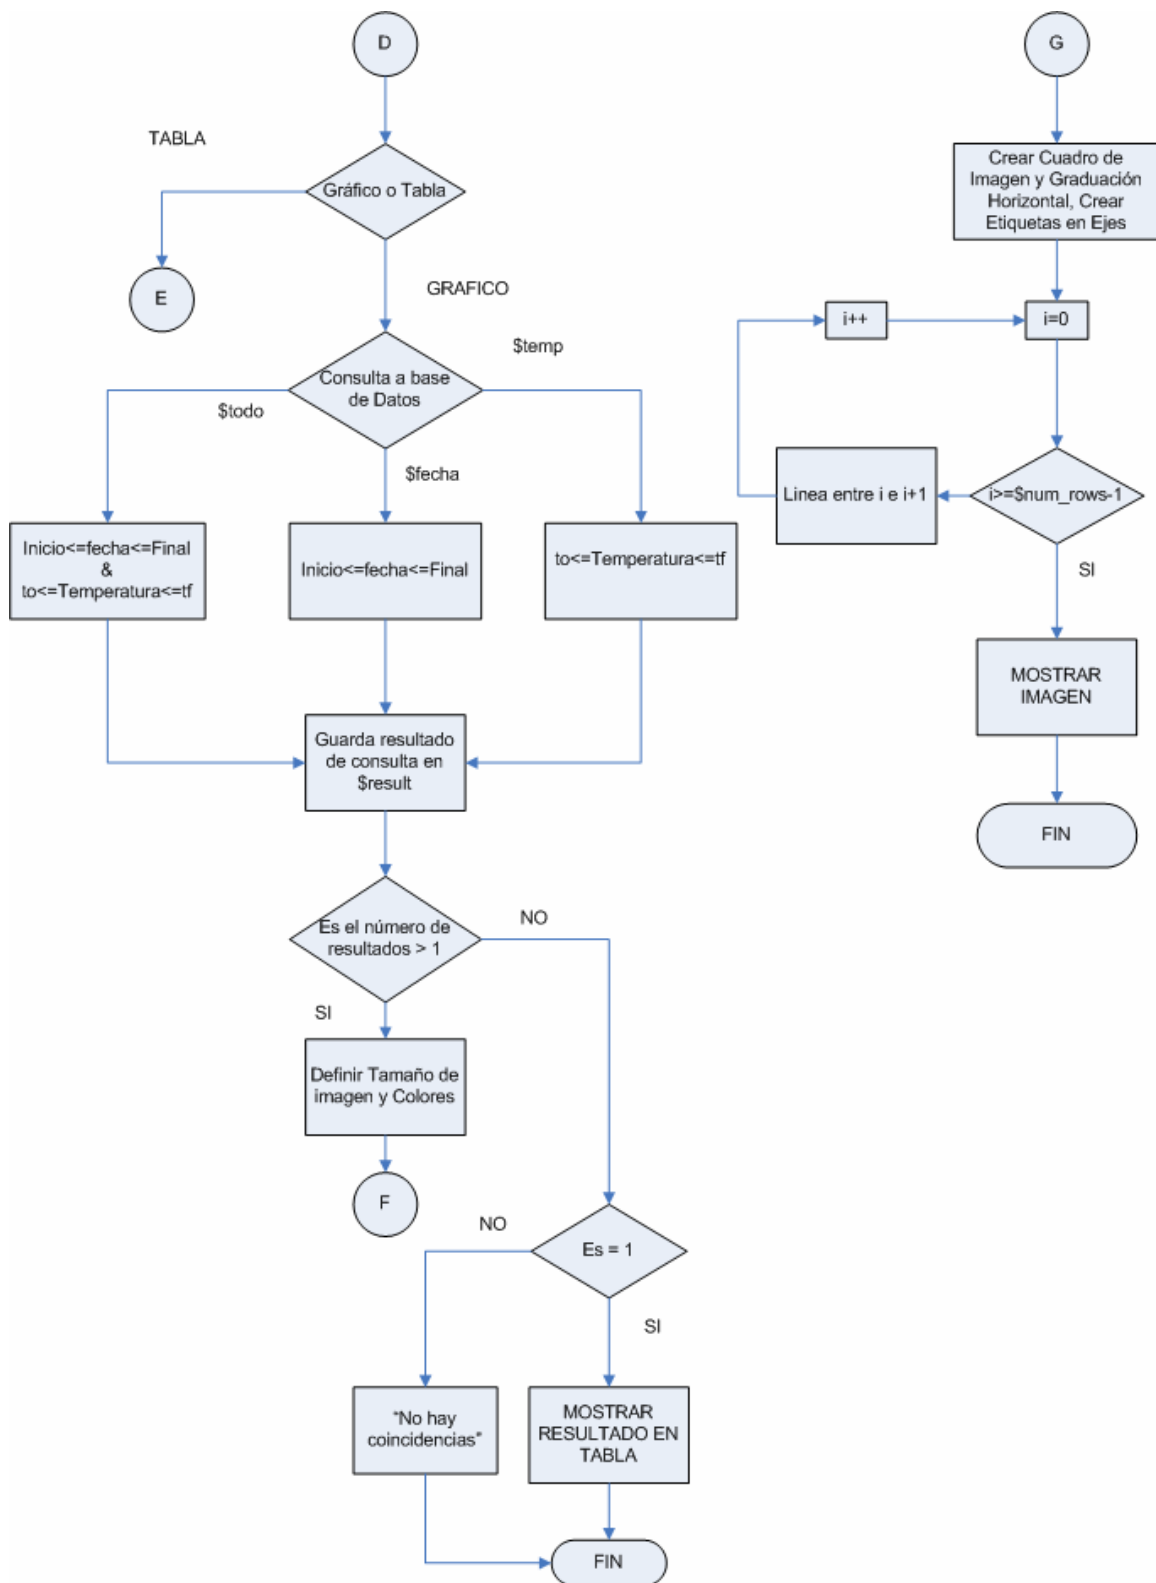 D
TABLA
Gráfico o Tabla
E
GRAFICO
$temp
Consulta a base
de Datos
$todo
$fecha
Inicio<=fecha<=Final
&
to<=Temperatura<=tf
Inicio<=fecha<=Final
to<=Temperatura<=tf
Guarda resultado
de consulta en
$result
Es el número de
resultados > 1
NO
SI
Definir Tamaño de
imagen y Colores
F
NO
Es = 1
SI
"No hay
coincidencias"
MOSTRAR
RESULTADO EN
TABLA
FIN
G
Crear Cuadro de
Imagen y Graduación
Horizontal, Crear
Etiquetas en Ejes
i++
i=0
Linea entre i e i+1
i>=$num_rows-1
SI
MOSTRAR
IMAGEN
FIN